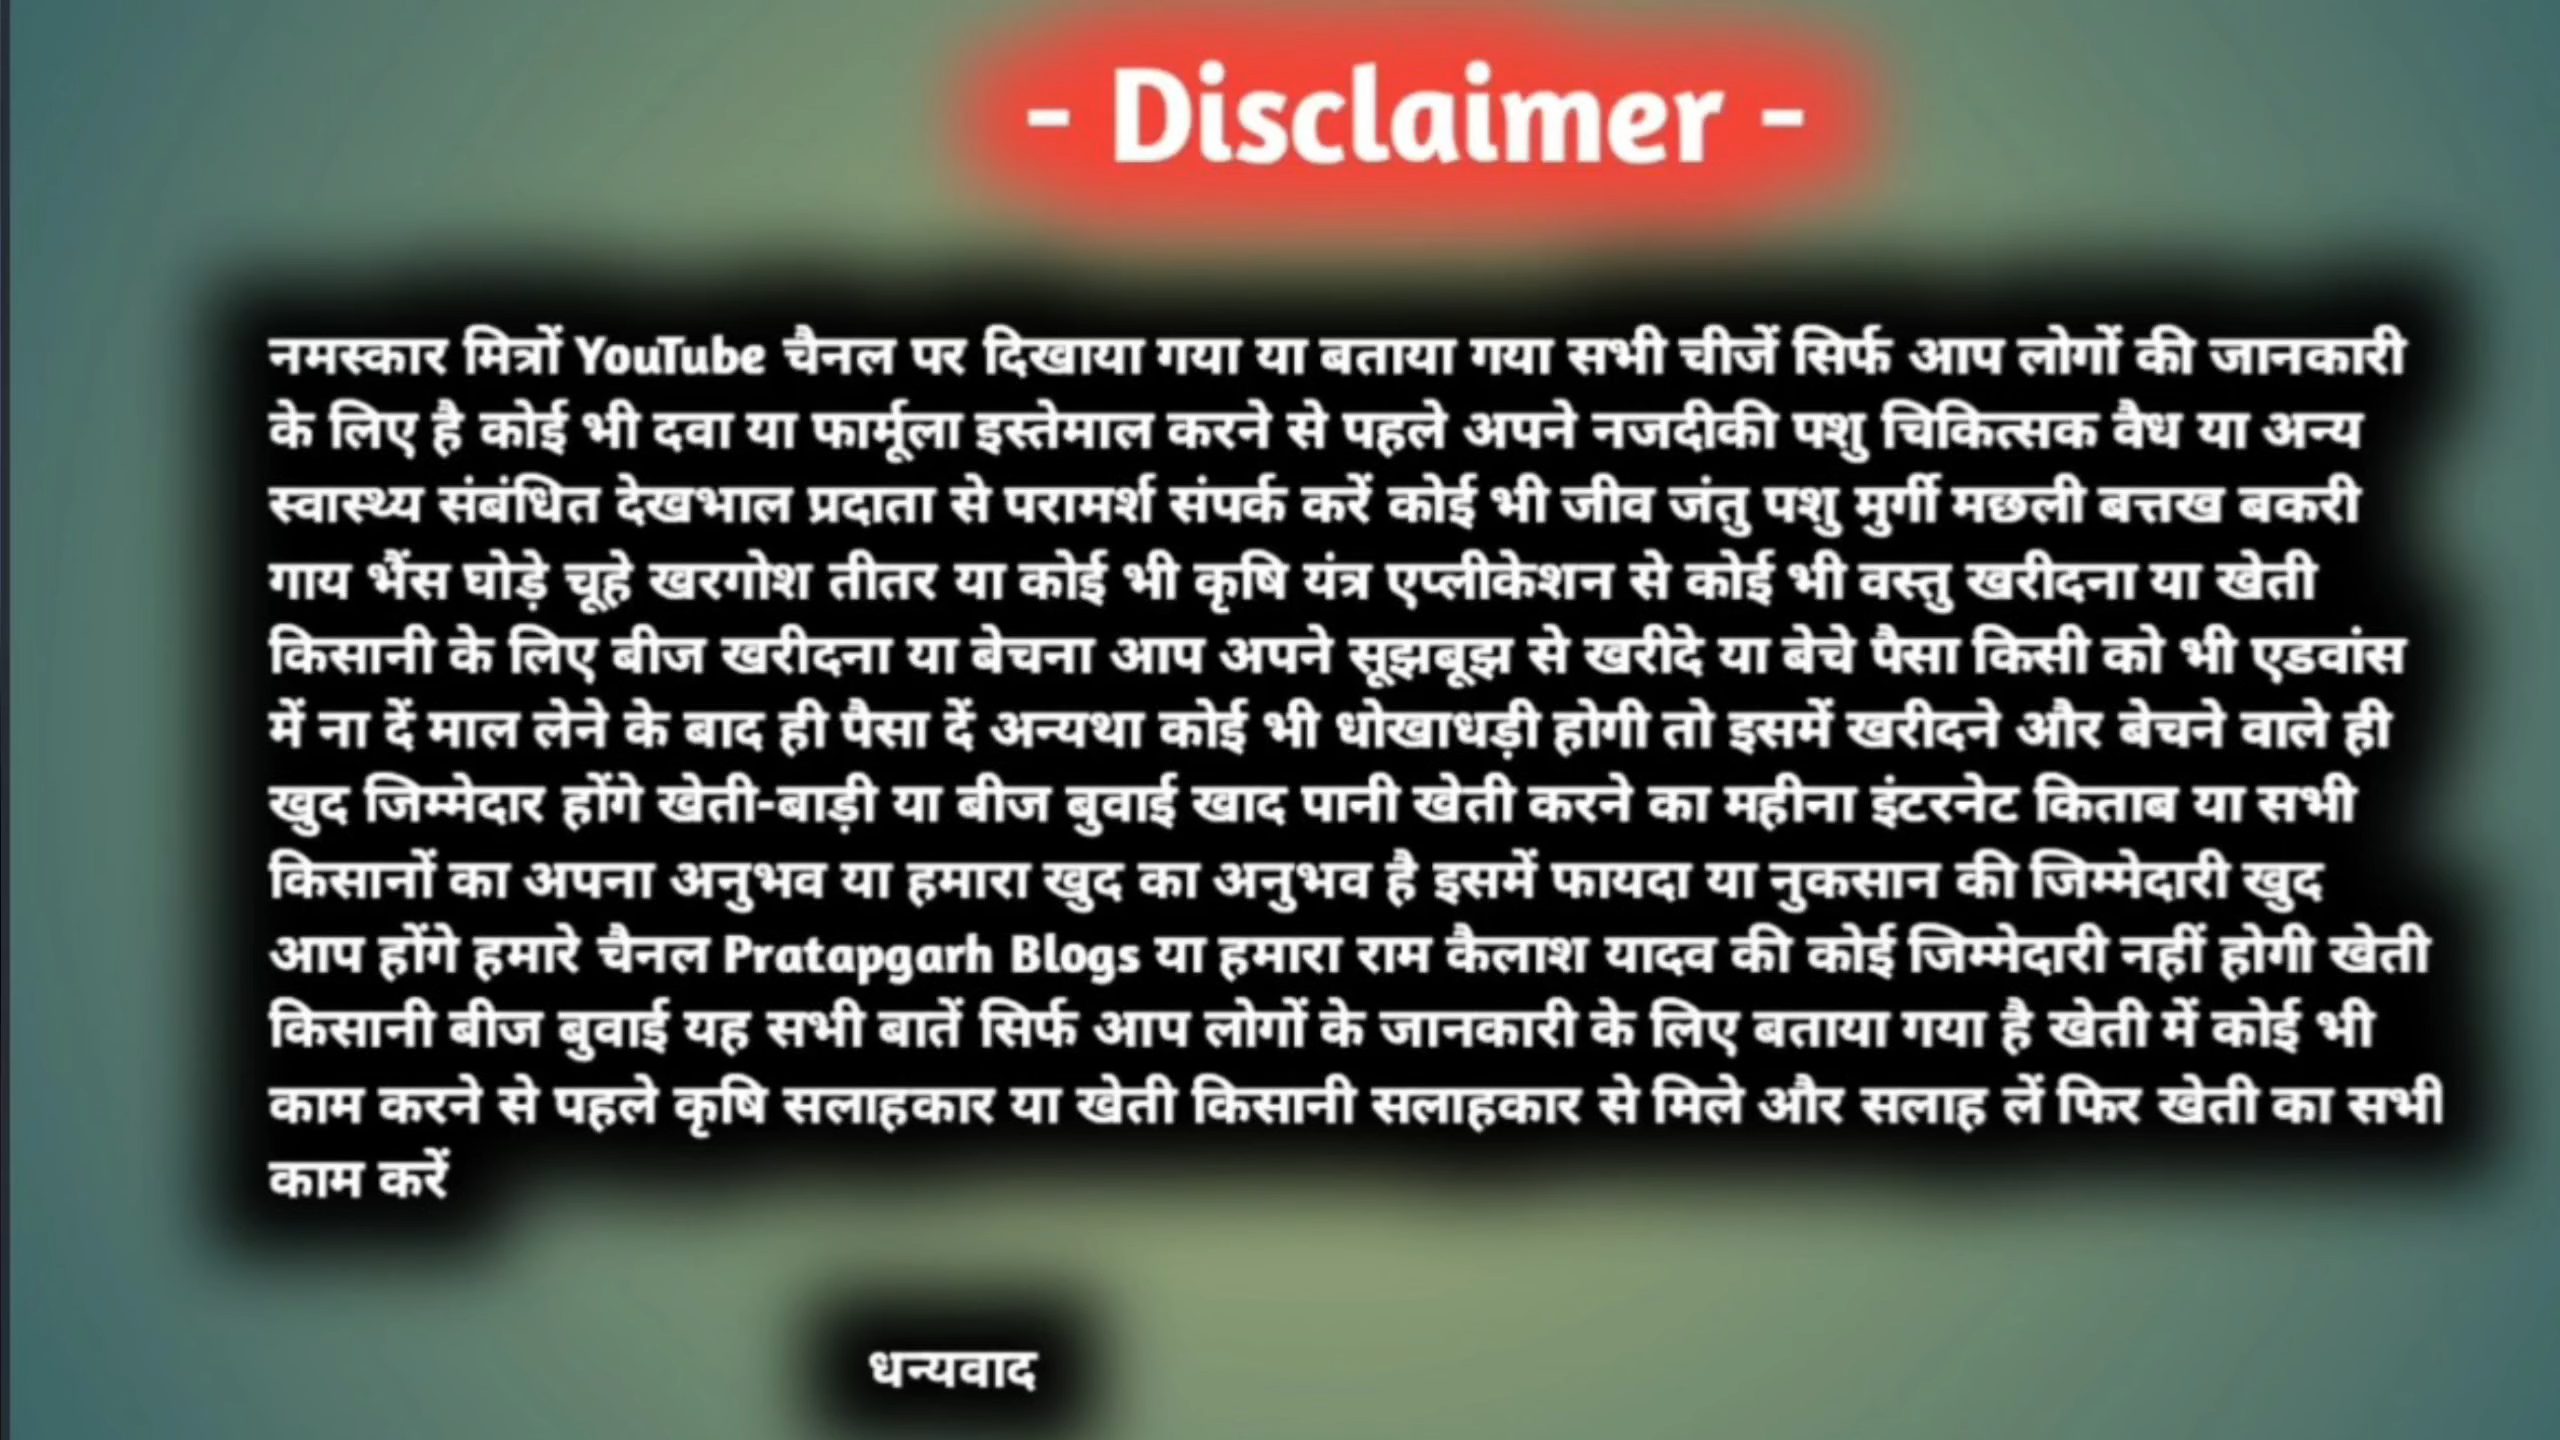 - Disclaimer -
नमस्कार मित्रों YouTube चैनल पर दिखाया गया या बताया गया सभी चीजें सिर्फ आप लोगों की जानकारी
के लिए है कोई भी दवा या फार्मूला इस्तेमाल करने से पहले अपने नजदीकी पशु चिकित्सक वैध या अन्य
स्वास्थ्य संबंधित देखभाल प्रदाता से परामर्श संपर्क करें कोई भी जीव जंतु पशु मुर्गी मछली बत्तख बकरी
गाय भैंस घोड़े चूहे खरगोश तीतर या कोई भी कृषि यंत्र एप्लीकेशन से कोई भी वस्तु खरीदना या खेती
किसानी के लिए बीज खरीदना या बेचना आप अपने सूझबूझ से खरीदे या बेचे पैसा किसी को भी एडवांस
में ना दें माल लेने के बाद ही पैसा दें अन्यथा कोई भी धोखाधड़ी होगी तो इसमें खरीदने और बेचने वाले ही
खुद जिम्मेदार होंगे खेती-बाड़ी या बीज बुवाई खाद पानी खेती करने का महीना इंटरनेट किताब या सभी
किसानों का अपना अनुभव या हमारा खुद का अनुभव है इसमें फायदा या नुकसान की जिम्मेदारी खुद
आप होंगे हमारे चैनल Pratapgarh Blogs या हमारा राम कैलाश यादव की कोई जिम्मेदारी नहीं होगी खेती
किसानी बीज बुवाई यह सभी बातें सिर्फ आप लोगों के जानकारी के लिए बताया गया है खेती में कोई भी
काम करने से पहले कृषि सलाहकार या खेती किसानी सलाहकार से मिले और सलाह लें फिर खेती का सभी
काम करें
धन्यवाद